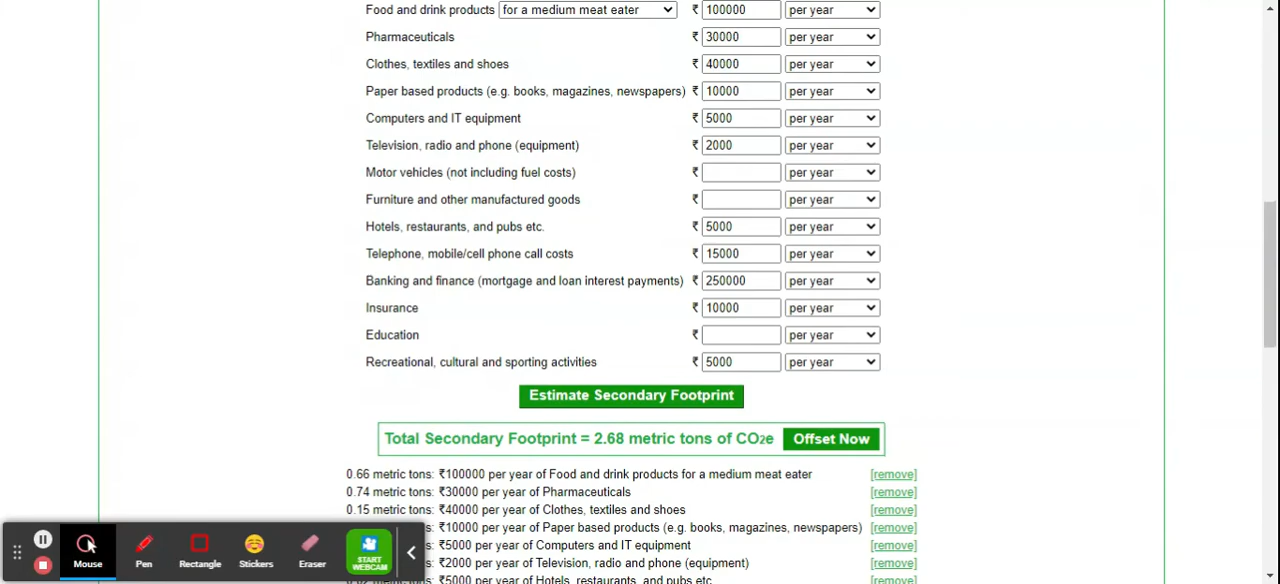 Food and drink products for a medium meat eater ₹ 100000 per year
Pharmaceuticals ₹ 30000 per year
Clothes, textiles and shoes ₹ 40000 per year
Paper based products (e.g. books, magazines, newspapers) ₹ 10000 per year
Computers and IT equipment ₹ 5000 per year
Television, radio and phone (equipment) ₹ 2000 per year
Motor vehicles (not including fuel costs) ₹ per year
Furniture and other manufactured goods ₹ per year
Hotels, restaurants, and pubs etc. ₹ 5000 per year
Telephone, mobile/cell phone call costs ₹ 15000 per year
Banking and finance (mortgage and loan interest payments) ₹ 250000 per year
Insurance ₹ 10000 per year
Education ₹ per year
Recreational, cultural and sporting activities ₹ 5000 per year
Estimate Secondary Footprint
Total Secondary Footprint = 2.68 metric tons of CO2e Offset Now
0.66 metric tons: ₹100000 per year of Food and drink products for a medium meat eater [remove]
0.74 metric tons: ₹30000 per year of Pharmaceuticals [remove]
0.15 metric tons: ₹40000 per year of Clothes, textiles and shoes [remove]
s: ₹10000 per year of Paper based products (e.g. books, magazines, newspapers) [remove]
s: ₹5000 per year of Computers and IT equipment [remove]
s: ₹2000 per year of Television, radio and phone (equipment) [remove]
₹5000 per year of Hotels, restaurants, and pubs etc. [remove]
Mouse Pen Rectangle Stickers Eraser START WEBCAM